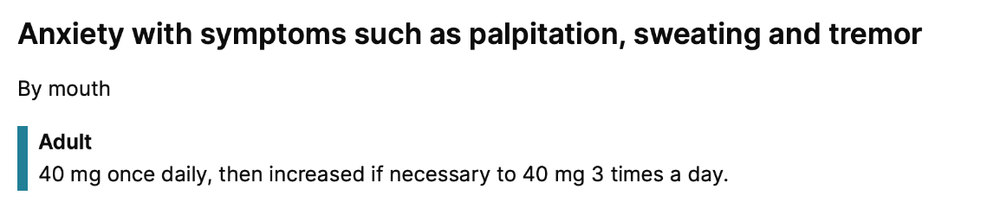 Anxiety with symptoms such as palpitation, sweating and tremor
By mouth
Adult
40 mg once daily, then increased if necessary to 40 mg 3 times a day.